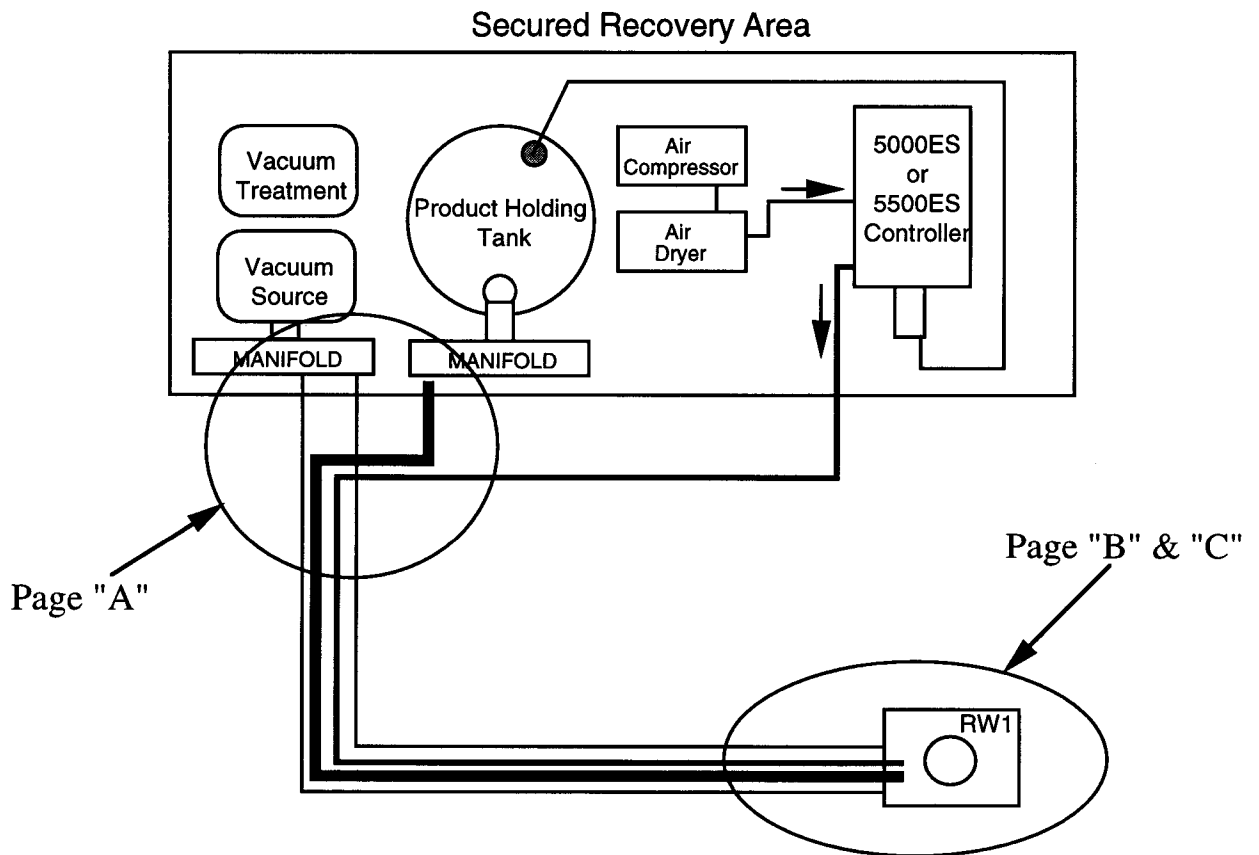 Secured Recovery Area
Vacuum
Treatment
Vacuum
Source
MANIFOLD
Product Holding
Tank
MANIFOLD
Air
Compressor
Air
Dryer
5000ES
or
5500ES
Controller
Page "A"
Page "B" & "C"
RW1